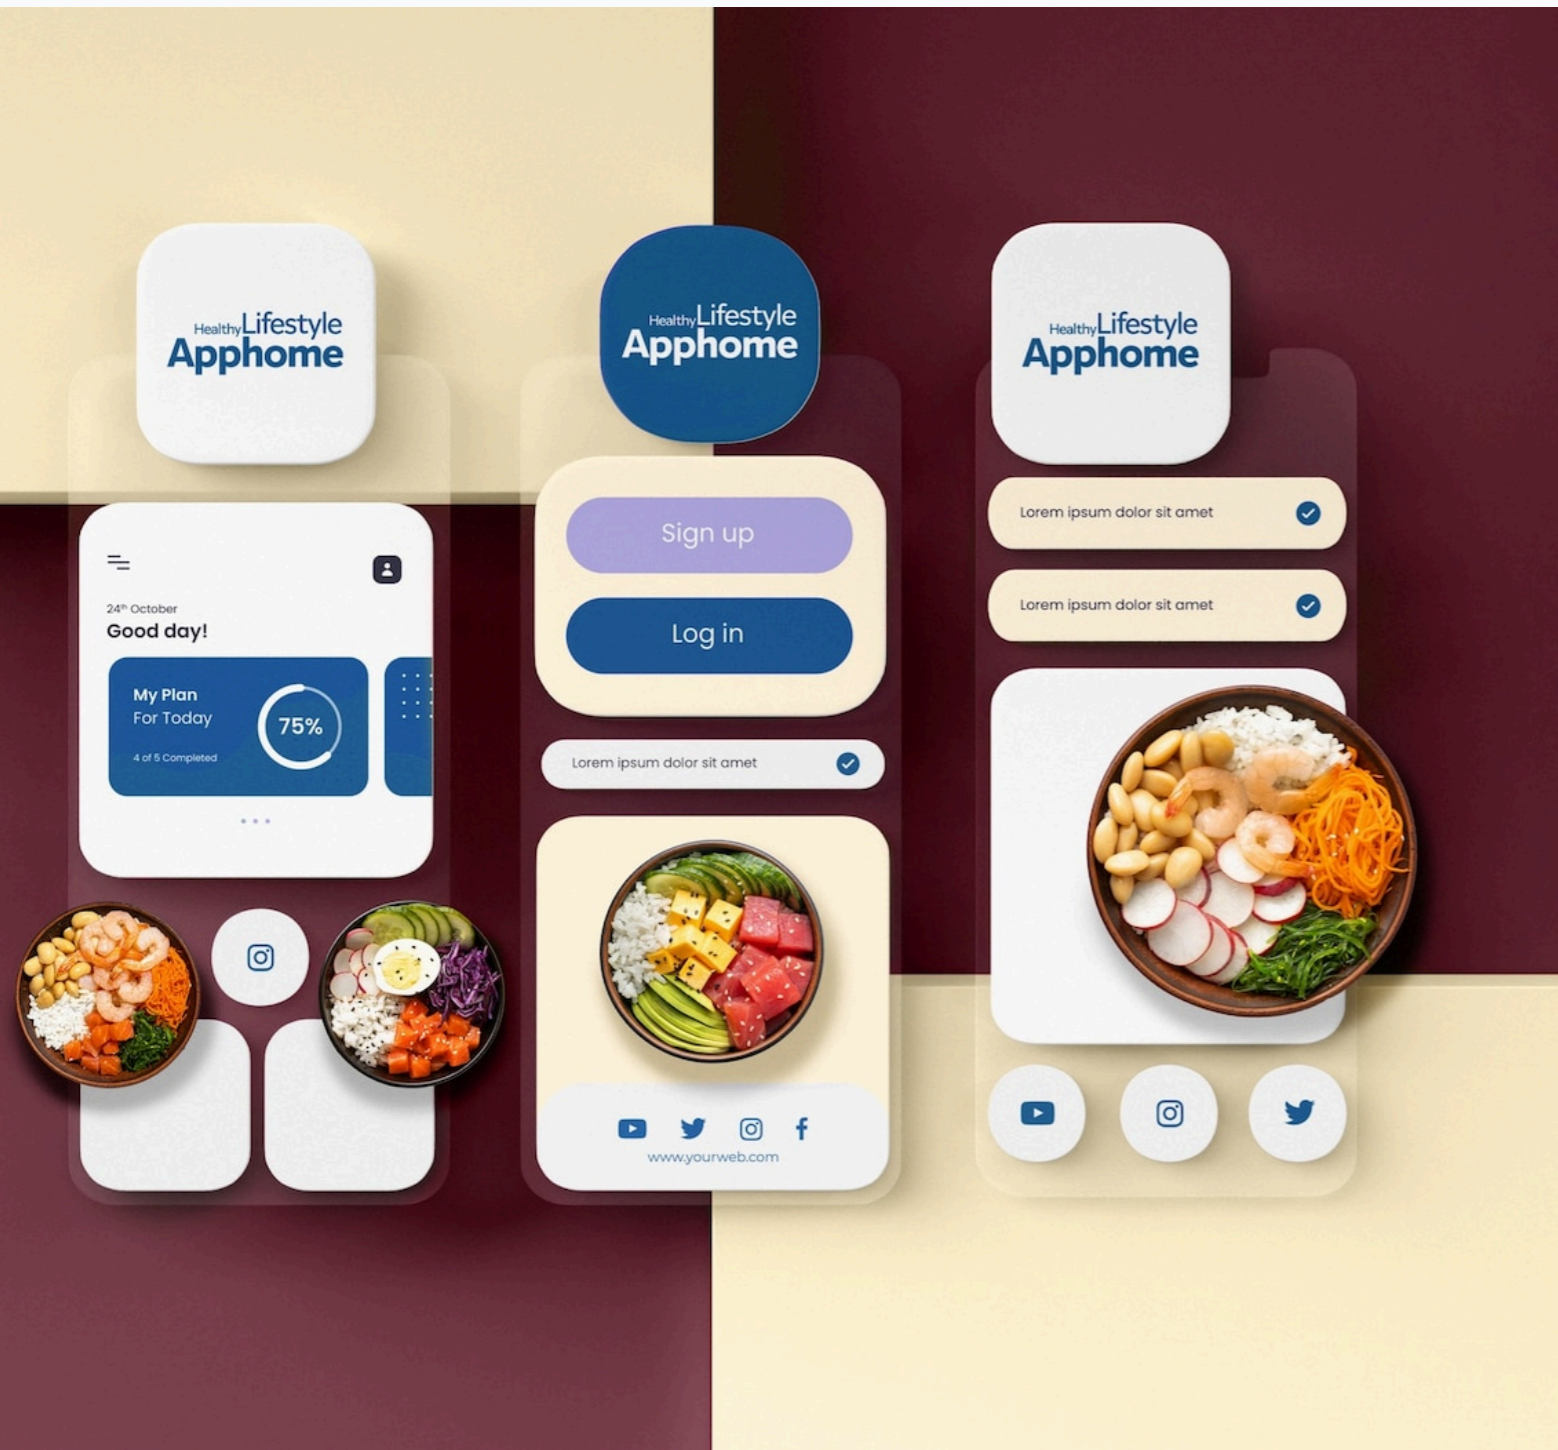 Healthy Lifestyle
Apphome
24th October
Good day!
My Plan
For Today
4 of 5 Completed
75%
Healthy Lifestyle
Apphome
Sign up
Log in
Lorem ipsum dolor sit amet
www.yourweb.com
Healthy Lifestyle
Apphome
Lorem ipsum dolor sit amet
Lorem ipsum dolor sit amet